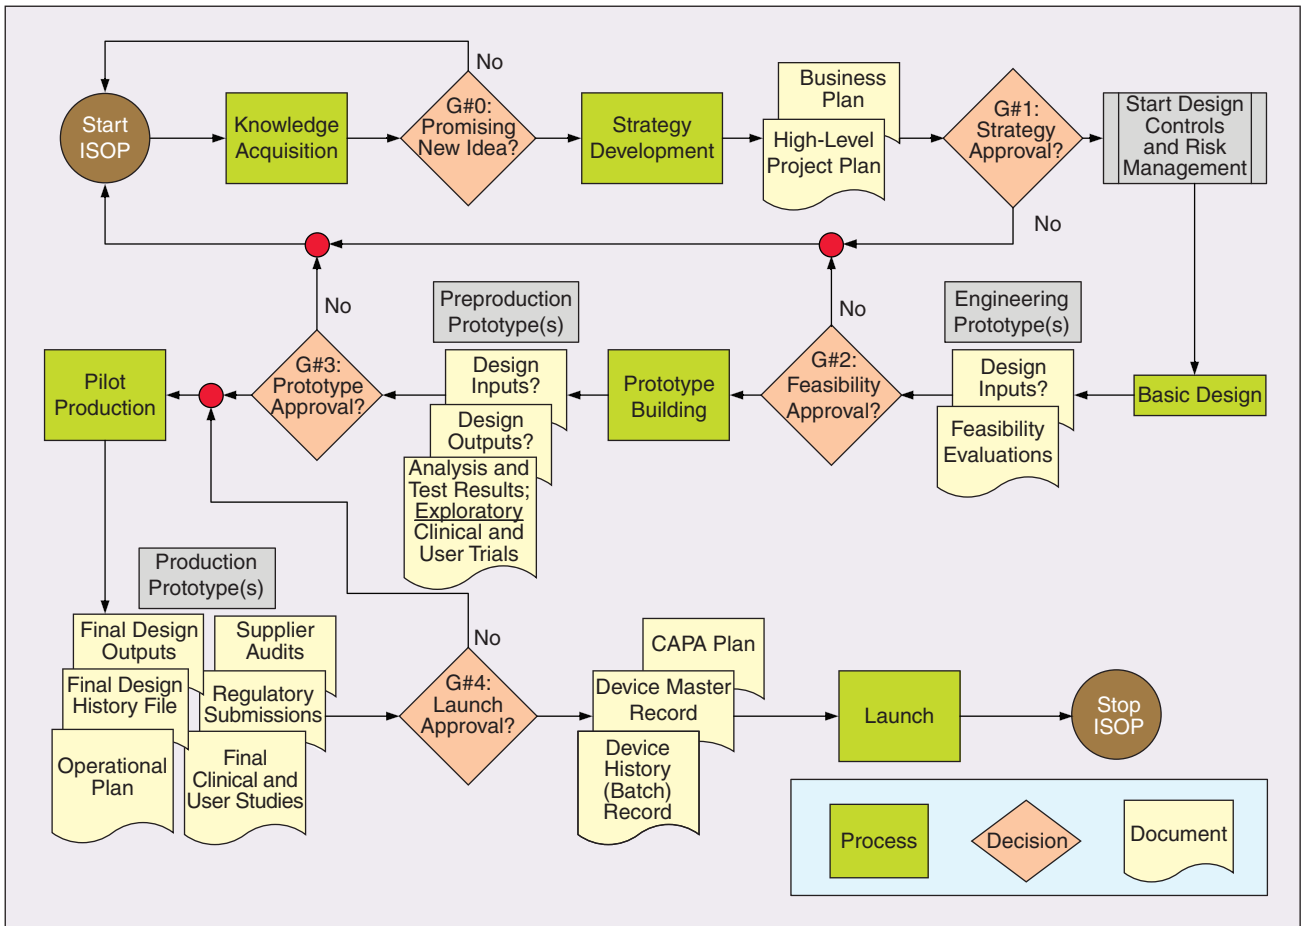 No
Start
ISOP
Knowledge
Acquisition
G#0:
Promising
New Idea?
Strategy
Development
Business
Plan
High-Level
Project Plan
G#1:
Strategy
Approval?
Start Design
Controls
and Risk
Management
No
No
Preproduction
Prototype(s)
No
Engineering
Prototype(s)
Pilot
Production
G#3:
Prototype
Approval?
Design
Inputs?
Design
Outputs?
Analysis and
Test Results;
Exploratory
Clinical and
User Trials
Prototype
Building
G#2:
Feasibility
Approval?
Design
Inputs?
Feasibility
Evaluations
Basic Design
Production
Prototype(s)
Final Design
Outputs
Final Design
History File
Operational
Plan
Supplier
Audits
Regulatory
Submissions
Final
Clinical and
User Studies
No
G#4:
Launch
Approval?
CAPA Plan
Device Master
Record
Device
History
(Batch)
Record
Launch
Stop
ISOP
Process
Decision
Document